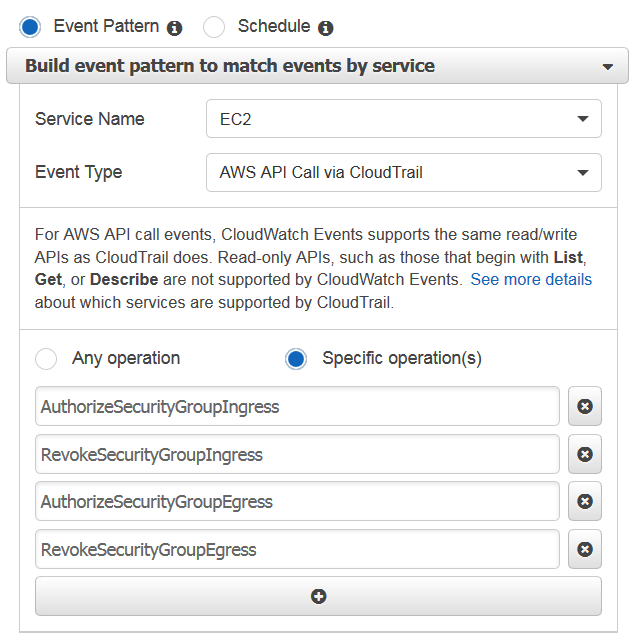 Event Pattern Schedule
Build event pattern to match events by service
Service Name EC2
Event Type AWS API Call via CloudTrail
For AWS API call events, CloudWatch Events supports the same read/write
APIs as CloudTrail does. Read-only APIs, such as those that begin with List,
Get, or Describe are not supported by CloudWatch Events. See more details
about which services are supported by CloudTrail.
Any operation Specific operation(s)
AuthorizeSecurityGroupIngress
RevokeSecurityGroupIngress
AuthorizeSecurityGroupEgress
RevokeSecurityGroupEgress